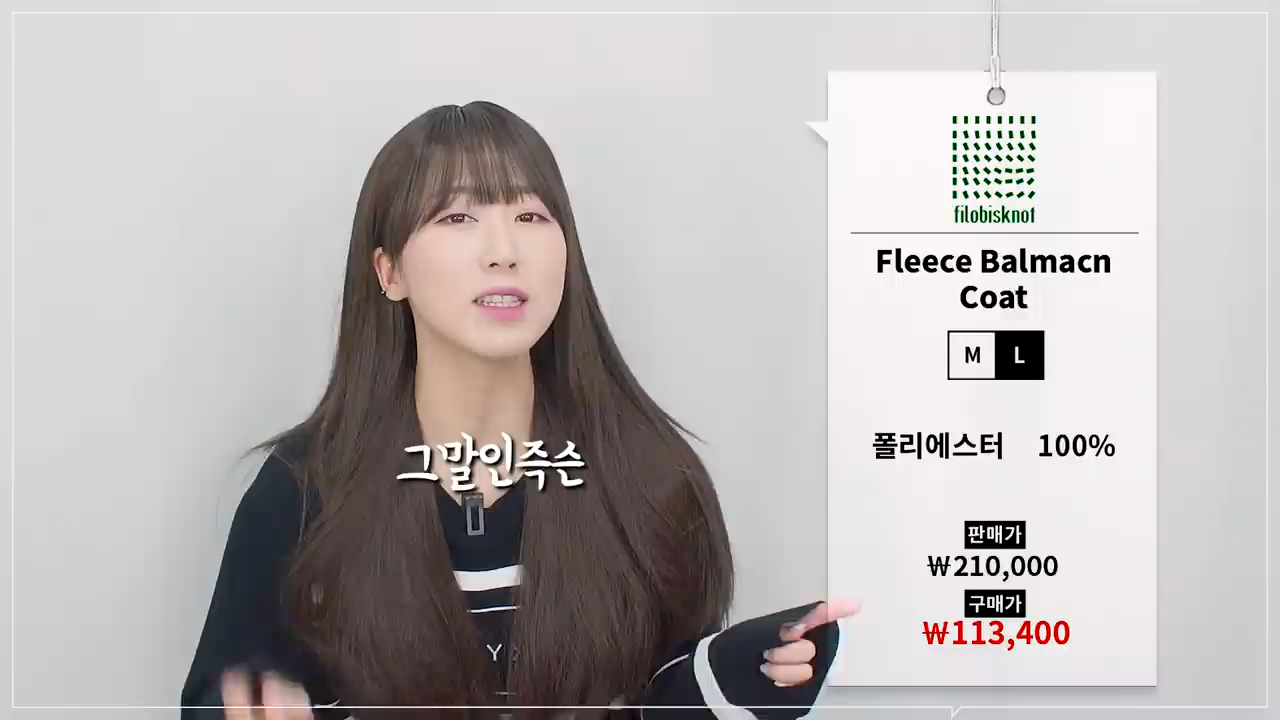 filobisknot
Fleece Balmacn
Coat
M L
폴리에스터 100%
판매가
₩210,000
구매가
₩113,400
그말인즉슨
Y